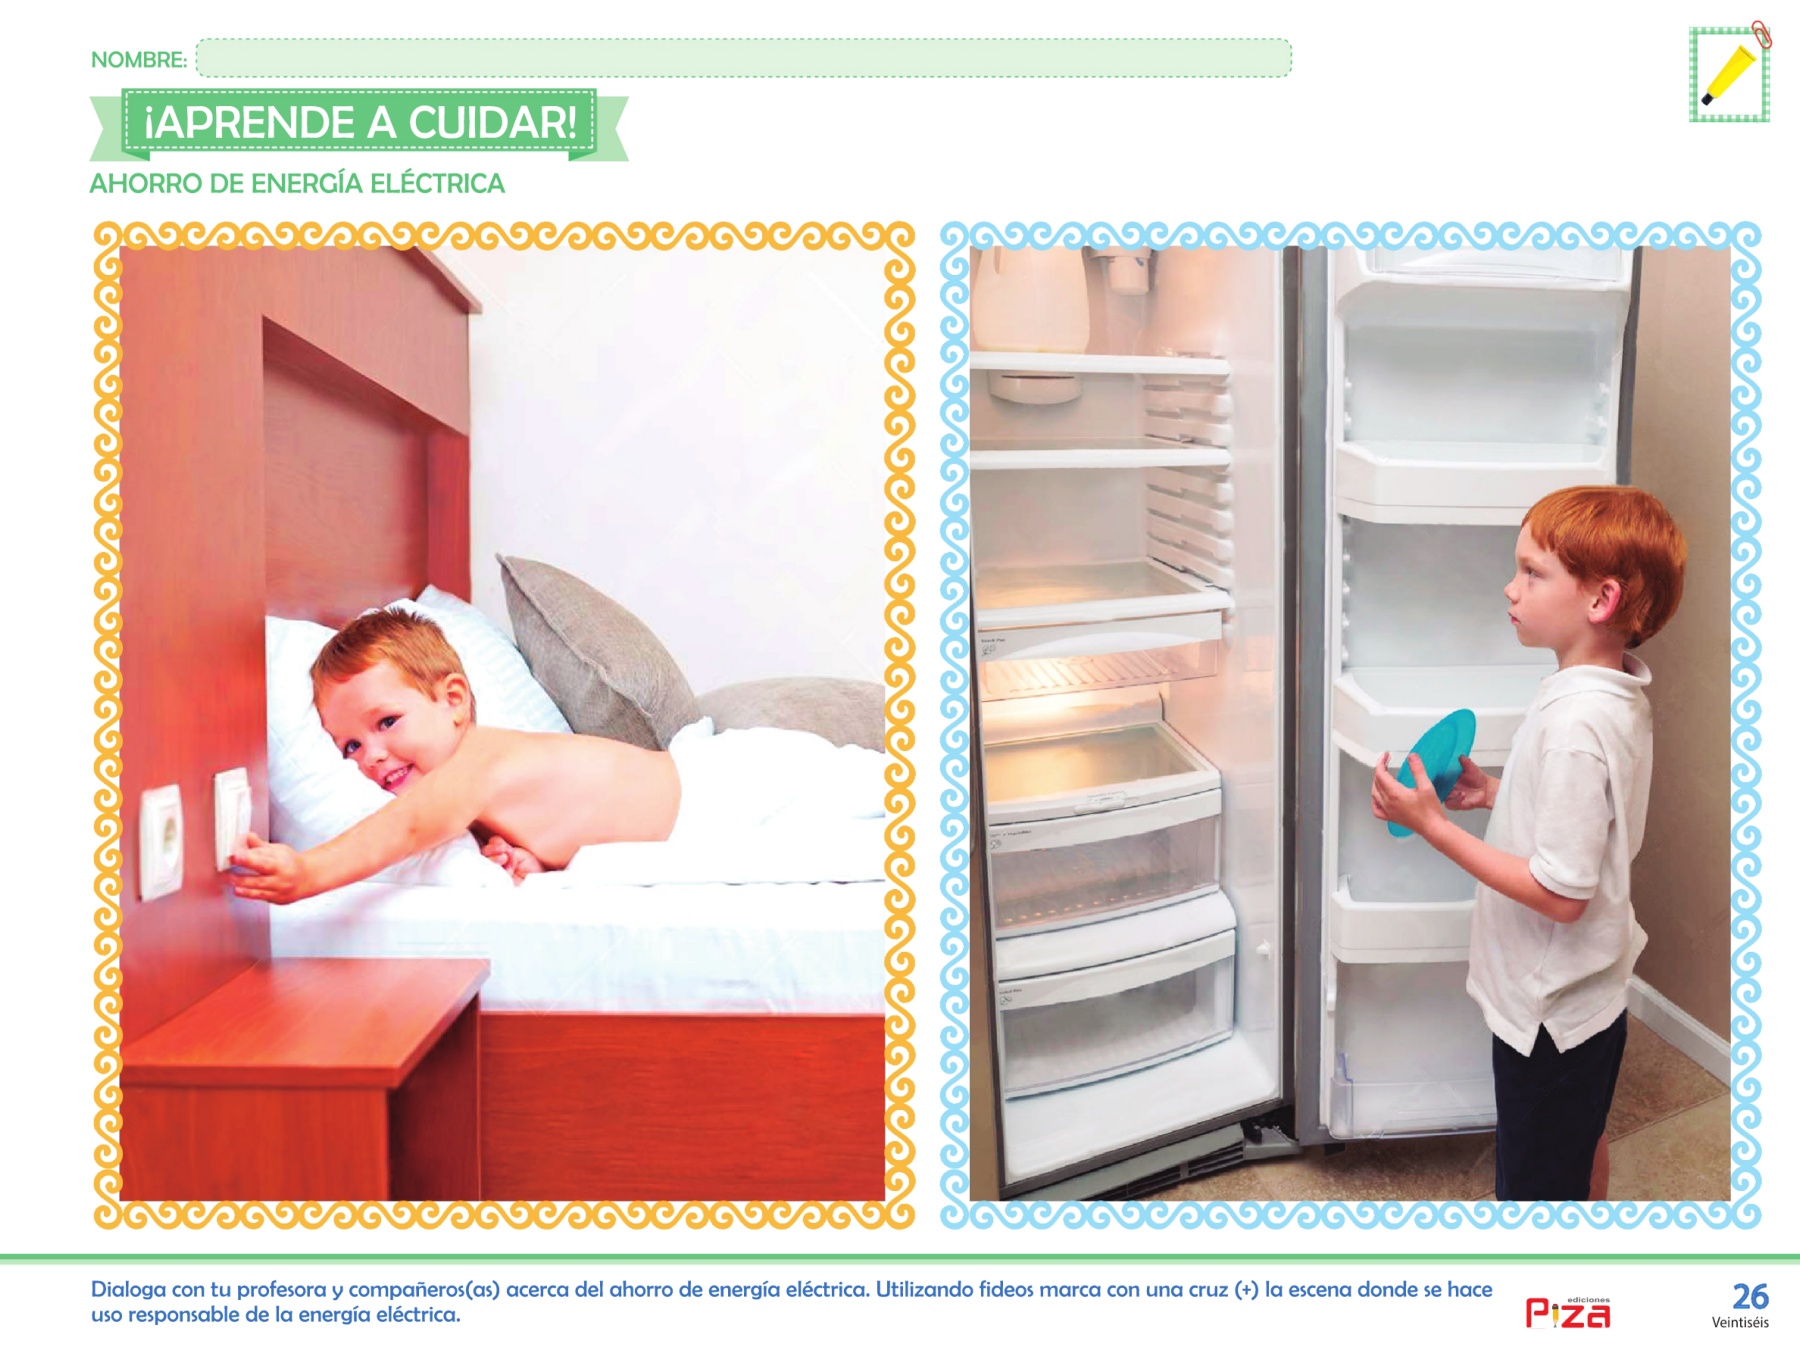 NOMBRE:
¡APRENDE A CUIDAR!
AHORRO DE ENERGÍA ELÉCTRICA
Dialoga con tu profesora y compañeros(as) acerca del ahorro de energía eléctrica. Utilizando fideos marca con una cruz (+) la escena donde se hace
uso responsable de la energía eléctrica.
ediciones
Piza
26
Veintiséis